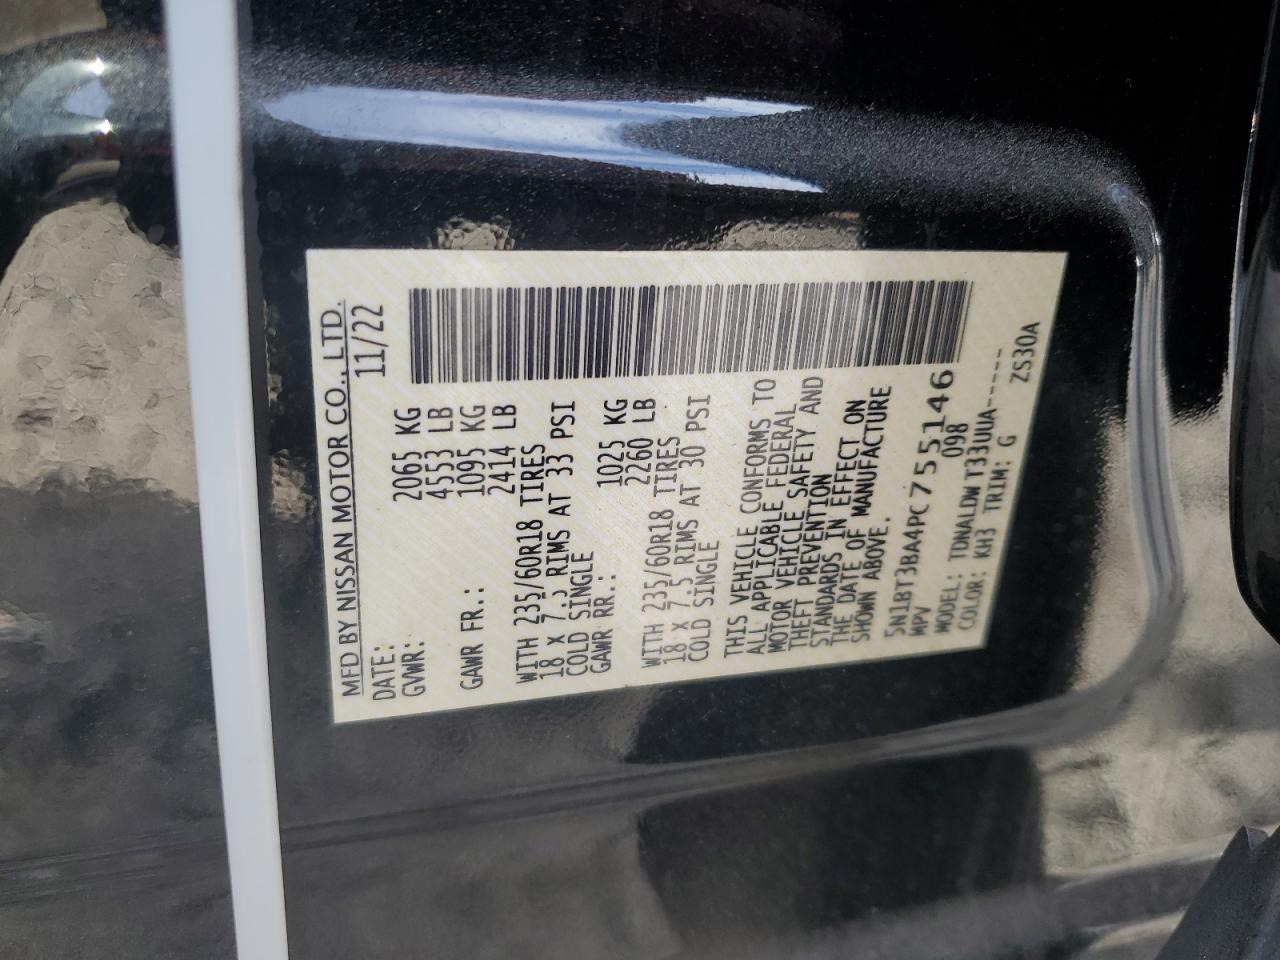 MFD BY NISSAN MOTOR CO., LTD.
DATE: 11/22
GVWR: 2065 KG
4553 LB
GAWR FR.: 1095 KG
2414 LB
WITH 235/60R18 TIRES
18 X 7.5 RIMS AT 33 PSI
COLD SINGLE
GAWR RR.: 1025 KG
2260 LB
WITH 235/60R18 TIRES
18 X 7.5 RIMS AT 30 PSI
COLD SINGLE
THIS VEHICLE CONFORMS TO
ALL APPLICABLE FEDERAL
MOTOR VEHICLE SAFETY AND
THEFT PREVENTION
STANDARDS IN EFFECT ON
THE DATE OF MANUFACTURE
SHOWN ABOVE.
5N1BT3BA4PC755146
MPV 098
MODEL: TDNALDWT33UUA-----
COLOR: KH3 TRIM: G ZS30A